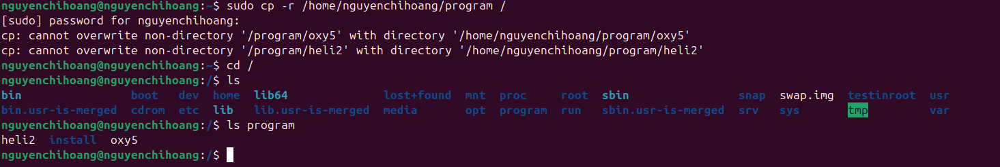 nguyenchihoang@nguyenchihoang:~$ sudo cp -r /home/nguyenchihoang/program /
[sudo] password for nguyenchihoang:
cp: cannot overwrite non-directory '/program/oxy5' with directory '/home/nguyenchihoang/program/oxy5'
cp: cannot overwrite non-directory '/program/heli2' with directory '/home/nguyenchihoang/program/heli2'
nguyenchihoang@nguyenchihoang:~$ cd /
nguyenchihoang@nguyenchihoang:/$ ls
bin boot dev home lib64 lost+found mnt proc root sbin snap swap.img testinroot usr
bin.usr-is-merged cdrom etc lib lib.usr-is-merged media opt program run sbin.usr-is-merged srv sys tmp var
nguyenchihoang@nguyenchihoang:/$ ls program
heli2 install oxy5
nguyenchihoang@nguyenchihoang:/$